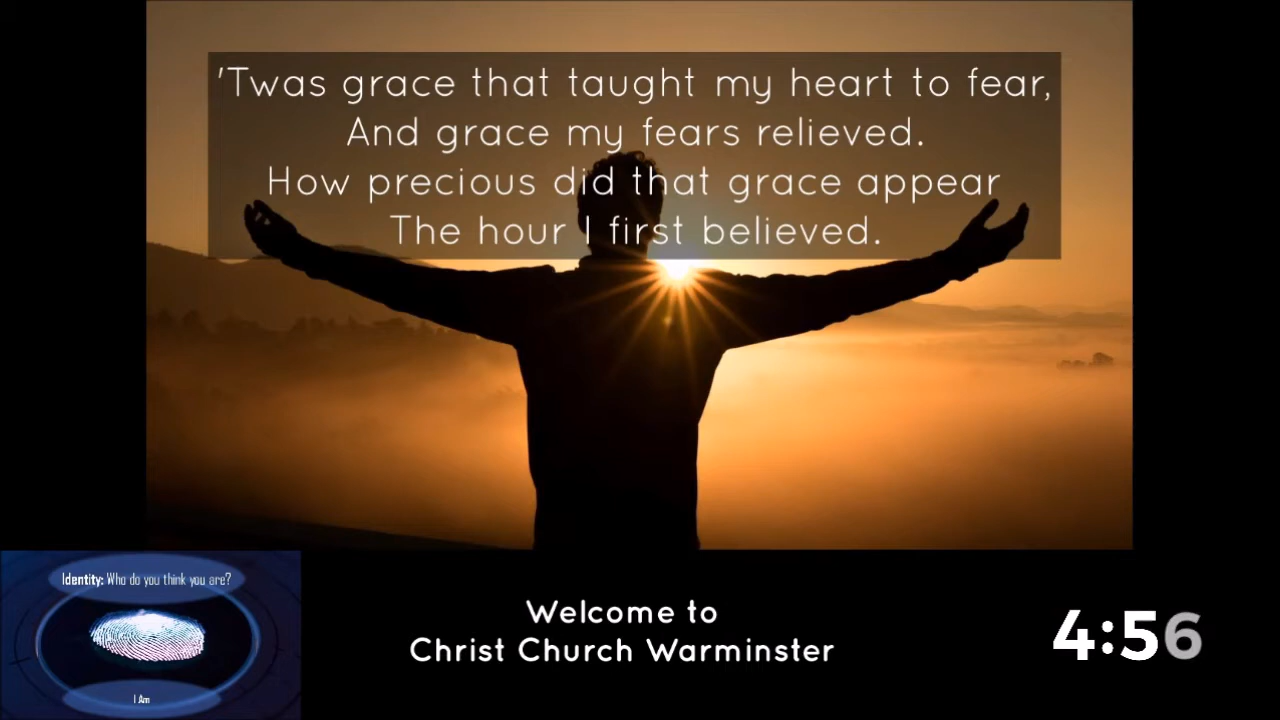 'Twas grace that taught my heart to fear,
And grace my fears relieved.
How precious did that grace appear
The hour I first believed.
Identity: Who do you think you are?
I Am
Welcome to
Christ Church Warminster
4:56